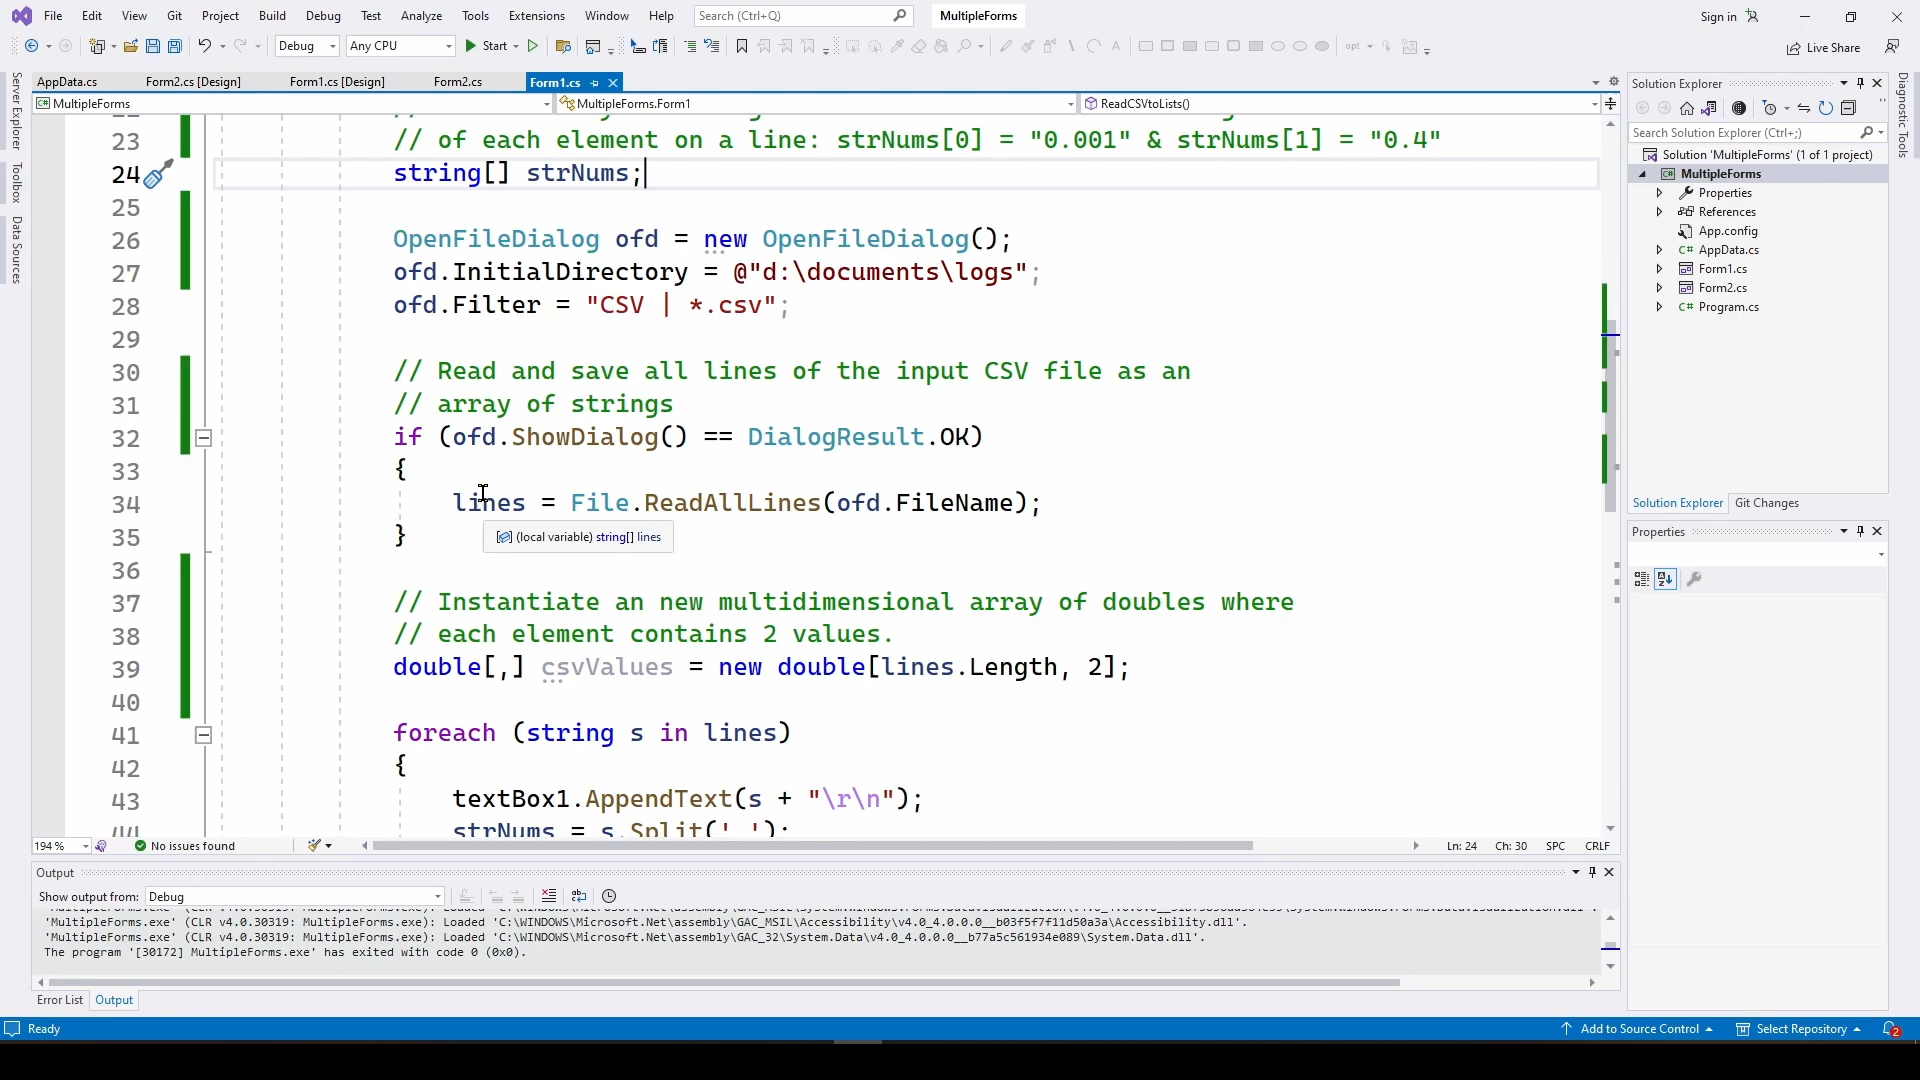 File Edit View Git Project Build Debug Test Analyze Tools Extensions Window Help Search (Ctrl+Q) MultipleForms Sign in
Debug Any CPU Start opt Live Share
AppData.cs Form2.cs [Design] Form1.cs [Design] Form2.cs Form1.cs
MultipleForms MultipleForms.Form1 ReadCSVtoLists()
Server Explorer
Toolbox
Data Sources
23 // of each element on a line: strNums[0] = "0.001" & strNums[1] = "0.4"
24 string[] strNums;
25
26 OpenFileDialog ofd = new OpenFileDialog();
27 ofd.InitialDirectory = @"d:\documents\logs";
28 ofd.Filter = "CSV | *.csv";
29
30 // Read and save all lines of the input CSV file as an
31 // array of strings
32 if (ofd.ShowDialog() == DialogResult.OK)
33 {
34 lines = File.ReadAllLines(ofd.FileName);
35 }
(local variable) string[] lines
36
37 // Instantiate an new multidimensional array of doubles where
38 // each element contains 2 values.
39 double[,] csvValues = new double[lines.Length, 2];
40
41 foreach (string s in lines)
42 {
43 textBox1.AppendText(s + "\r\n");
44 strNums = s.Split(
194 % No issues found Ln: 24 Ch: 30 SPC CRLF
Output
Show output from: Debug
'MultipleForms.exe' (CLR v4.0.30319: MultipleForms.exe): Loaded 'C:\WINDOWS\Microsoft.Net\assembly\GAC_MSIL\Accessibility\v4.0_4.0.0.0__b03f5f7f11d50a3a\Accessibility.dll'.
'MultipleForms.exe' (CLR v4.0.30319: MultipleForms.exe): Loaded 'C:\WINDOWS\Microsoft.Net\assembly\GAC_32\System.Data\v4.0_4.0.0.0__b77a5c561934e089\System.Data.dll'.
The program '[30172] MultipleForms.exe' has exited with code 0 (0x0).
Error List Output
Solution Explorer
Search Solution Explorer (Ctrl+;)
Solution 'MultipleForms' (1 of 1 project)
MultipleForms
Properties
References
App.config
C# AppData.cs
Form1.cs
Form2.cs
C# Program.cs
Solution Explorer Git Changes
Properties
Diagnostic Tools
Ready Add to Source Control Select Repository 2